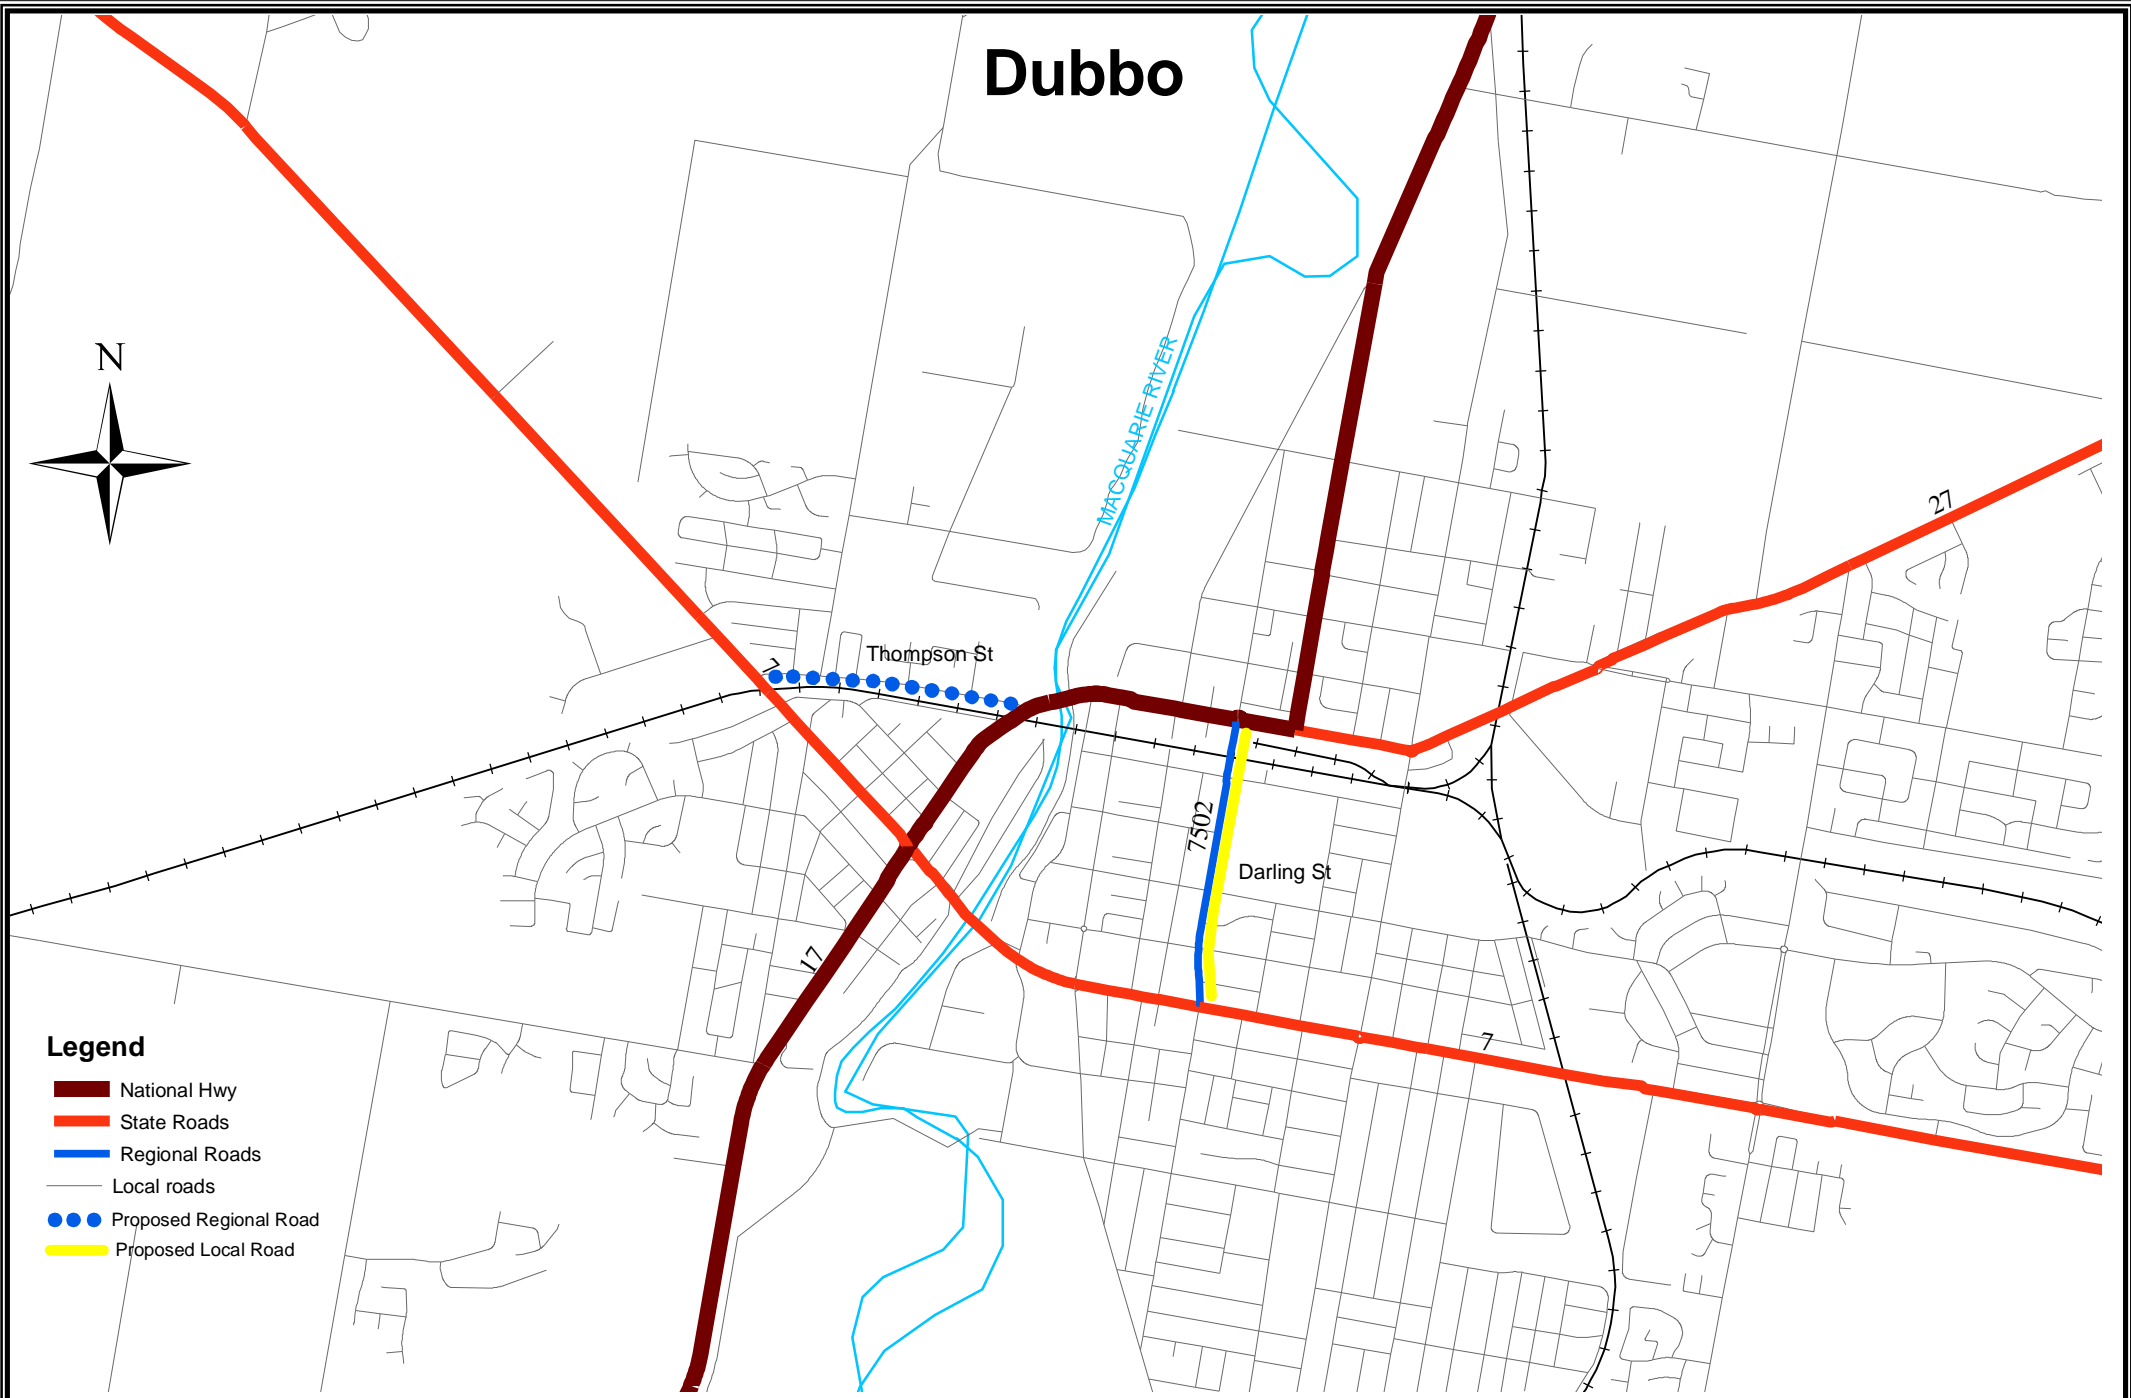 Dubbo
N
MACQUARIE RIVER
27
Thompson St
7
7502
Darling St
17
7
Legend
National Hwy
State Roads
Regional Roads
Local roads
Proposed Regional Road
Proposed Local Road